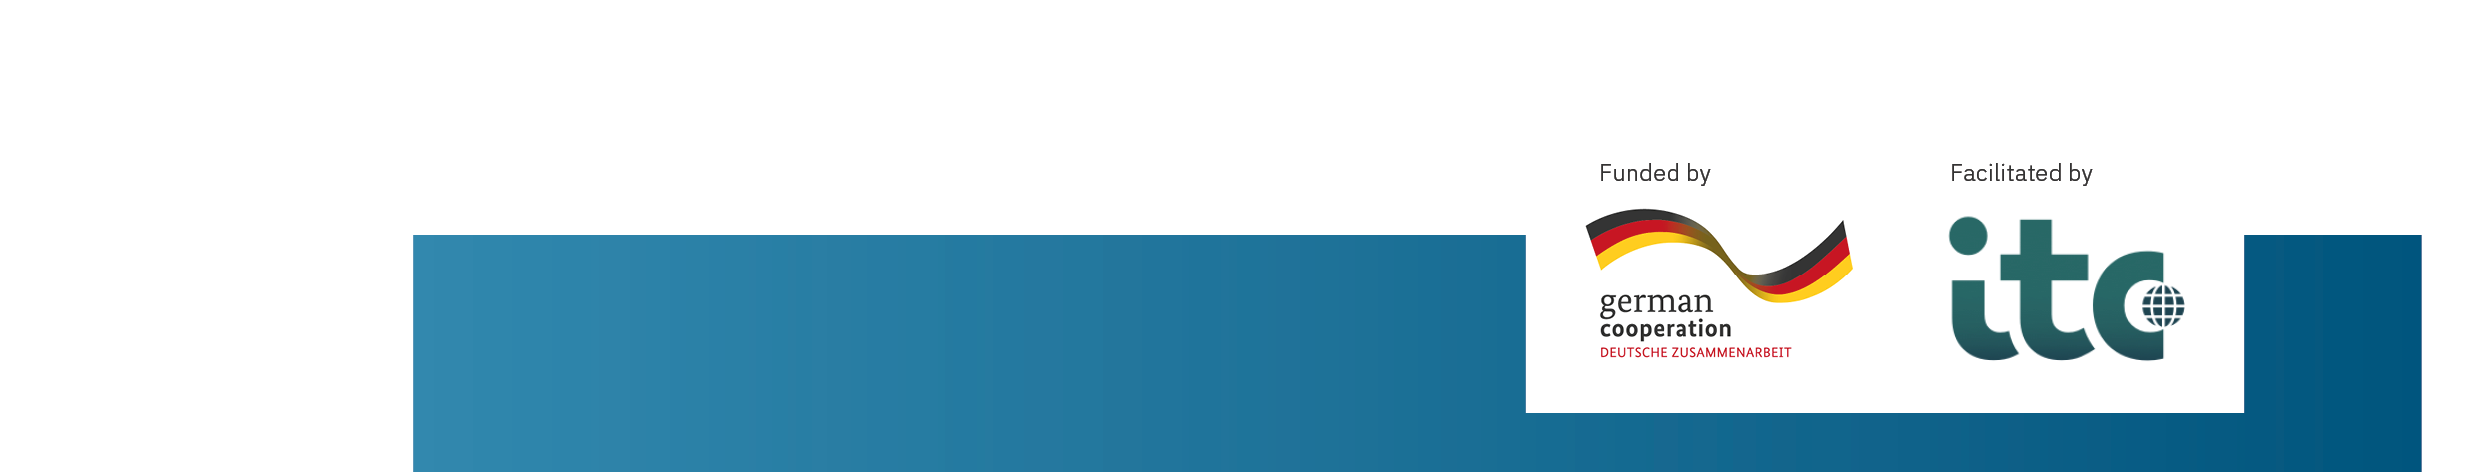 Funded by
german
cooperation
DEUTSCHE ZUSAMMENARBEIT
Facilitated by
itc